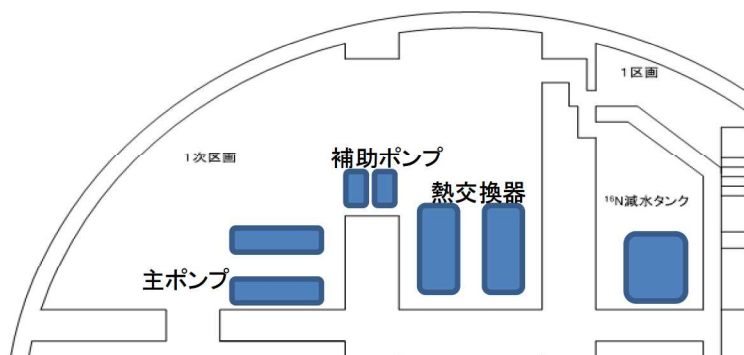 1区画
1次区画
補助ポンプ
熱交換器
¹⁶N減水タンク
主ポンプ